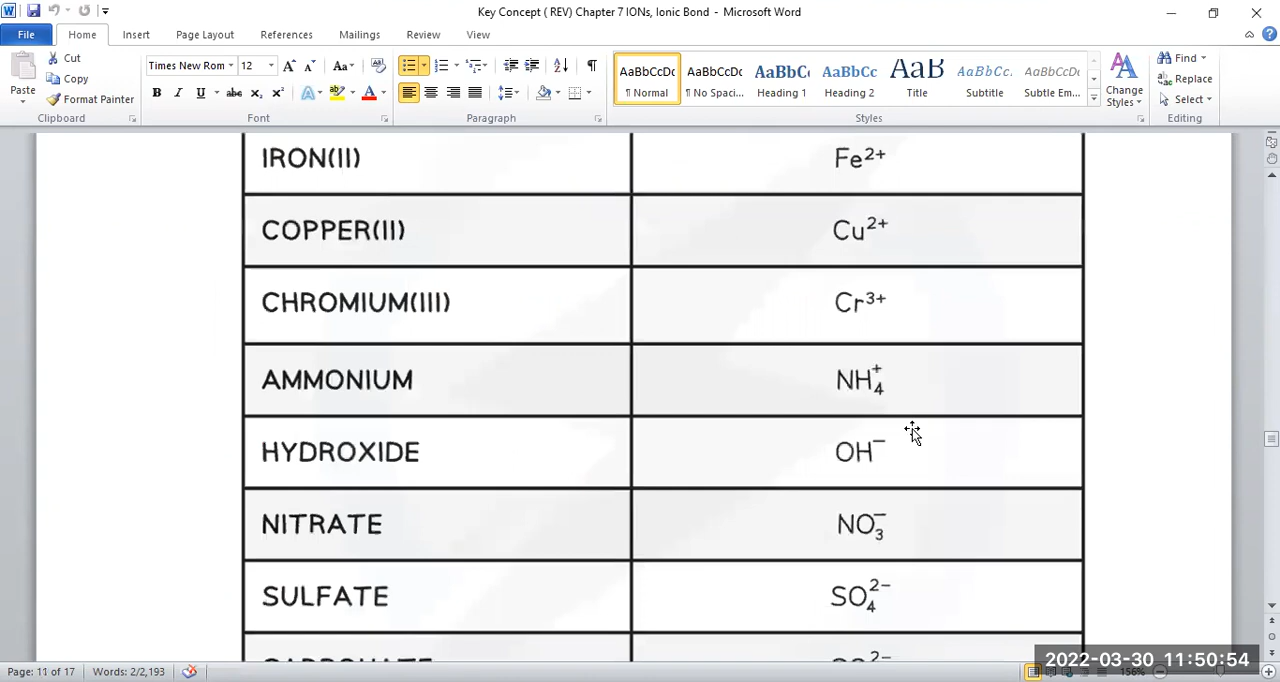 Key Concept ( REV) Chapter 7 IONs, Ionic Bond - Microsoft Word
File Home Insert Page Layout References Mailings Review View
Cut
Copy
Format Painter
Paste
Clipboard
Times New Rom 12
Font
Paragraph
AaBbCcDc AaBbCcDc AaBbC AaBbCc AaB AaBbCc. AaBbCcDc
¶ Normal ¶ No Spaci... Heading 1 Heading 2 Title Subtitle Subtle Em...
Styles
Change Styles
Find
Replace
Select
Editing
IRON(II) Fe²⁺
COPPER(II) Cu²⁺
CHROMIUM(III) Cr³⁺
AMMONIUM NH₄⁺
HYDROXIDE OH⁻
NITRATE NO₃⁻
SULFATE SO₄²⁻
Page: 11 of 17 Words: 2/2,193 156%
2022-03-30 11:50:54